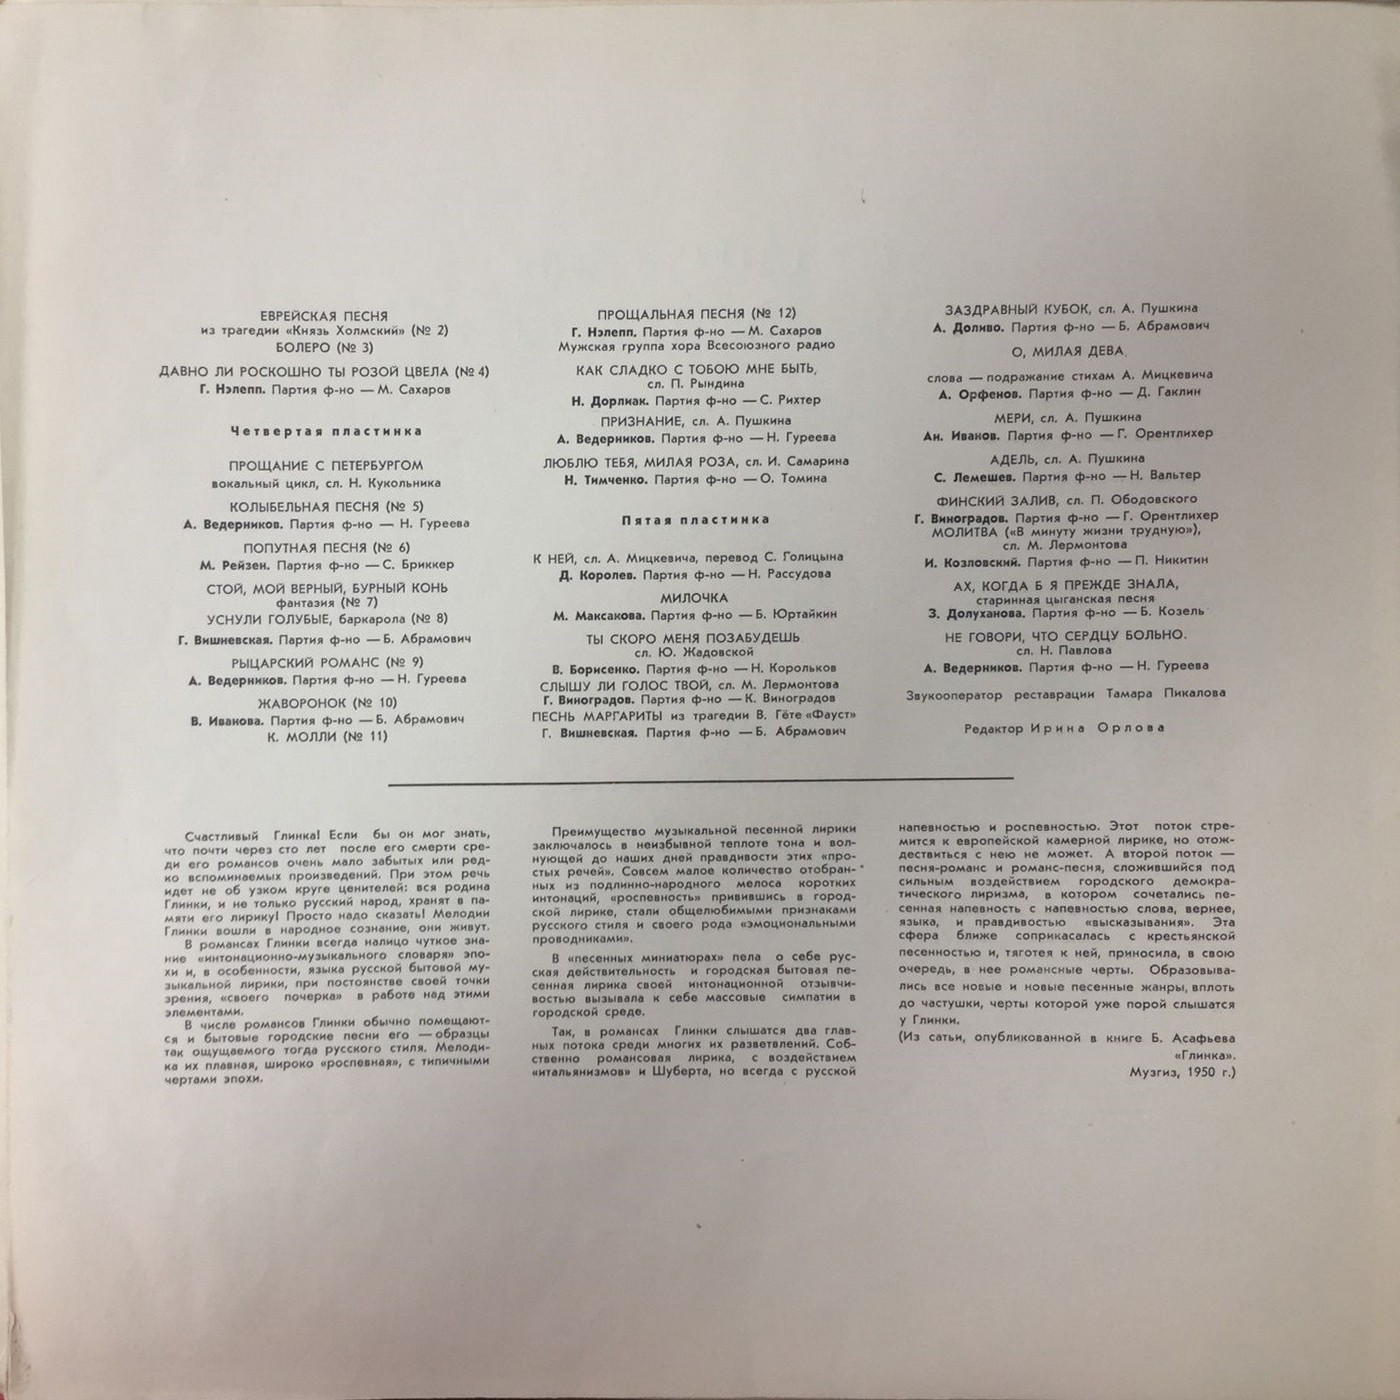 ЕВРЕЙСКАЯ ПЕСНЯ
из трагедии «Князь Холмский» (№ 2)
БОЛЕРО (№ 3)
ДАВНО ЛИ РОСКОШНО ТЫ РОЗОЙ ЦВЕЛА (№ 4)
Г. Нэлепп. Партия ф-но — М. Сахаров
Четвертая пластинка
ПРОЩАНИЕ С ПЕТЕРБУРГОМ
вокальный цикл, сл. Н. Кукольника
КОЛЫБЕЛЬНАЯ ПЕСНЯ (№ 5)
А. Ведерников. Партия ф-но — Н. Гуреева
ПОПУТНАЯ ПЕСНЯ (№ 6)
М. Рейзен. Партия ф-но — С. Бриккер
СТОЙ, МОЙ ВЕРНЫЙ, БУРНЫЙ КОНЬ
фантазия (№ 7)
УСНУЛИ ГОЛУБЫЕ, баркарола (№ 8)
Г. Вишневская. Партия ф-но — Б. Абрамович
РЫЦАРСКИЙ РОМАНС (№ 9)
А. Ведерников. Партия ф-но — Н. Гуреева
ЖАВОРОНОК (№ 10)
В. Иванова. Партия ф-но — Б. Абрамович
К. МОЛЛИ (№ 11)
ПРОЩАЛЬНАЯ ПЕСНЯ (№ 12)
Г. Нэлепп. Партия ф-но — М. Сахаров
Мужская группа хора Всесоюзного радио
КАК СЛАДКО С ТОБОЮ МНЕ БЫТЬ,
сл. П. Рындина
Н. Дорлиак. Партия ф-но — С. Рихтер
ПРИЗНАНИЕ, сл. А. Пушкина
А. Ведерников. Партия ф-но — Н. Гуреева
ЛЮБЛЮ ТЕБЯ, МИЛАЯ РОЗА, сл. И. Самарина
Н. Тимченко. Партия ф-но — О. Томина
Пятая пластинка
К НЕЙ, сл. А. Мицкевича, перевод С. Голицына
Д. Королев. Партия ф-но — Н. Рассудова
МИЛОЧКА
М. Максакова. Партия ф-но — Б. Юртайкин
ТЫ СКОРО МЕНЯ ПОЗАБУДЕШЬ
сл. Ю. Жадовской
В. Борисенко. Партия ф-но — Н. Корольков
СЛЫШУ ЛИ ГОЛОС ТВОЙ, сл. М. Лермонтова
Г. Виноградов. Партия ф-но — К. Виноградов
ПЕСНЬ МАРГАРИТЫ из трагедии В. Гёте «Фауст»
Г. Вишневская. Партия ф-но — Б. Абрамович
ЗАЗДРАВНЫЙ КУБОК, сл. А. Пушкина
А. Доливо. Партия ф-но — Б. Абрамович
О, МИЛАЯ ДЕВА,
слова — подражание стихам А. Мицкевича
А. Орфенов. Партия ф-но — Д. Гаклин
МЕРИ, сл. А. Пушкина
Ан. Иванов. Партия ф-но — Г. Орентлихер
АДЕЛЬ, сл. А. Пушкина
С. Лемешев. Партия ф-но — Н. Вальтер
ФИНСКИЙ ЗАЛИВ, сл. П. Ободовского
Г. Виноградов. Партия ф-но — Г. Орентлихер
МОЛИТВА («В минуту жизни трудную»),
сл. М. Лермонтова
И. Козловский. Партия ф-но — П. Никитин
АХ, КОГДА Б Я ПРЕЖДЕ ЗНАЛА,
старинная цыганская песня
З. Долуханова. Партия ф-но — Б. Козель
НЕ ГОВОРИ, ЧТО СЕРДЦУ БОЛЬНО.
сл. Н. Павлова
А. Ведерников. Партия ф-но — Н. Гуреева
Звукооператор реставрации Тамара Пикалова
Редактор Ирина Орлова
Счастливый Глинка! Если бы он мог знать,
что почти через сто лет после его смерти сре-
ди его романсов очень мало забытых или ред-
ко вспоминаемых произведений. При этом речь
идет не об узком круге ценителей: вся родина
Глинки, и не только русский народ, хранят в па-
мяти его лирику! Просто надо сказать! Мелодии
Глинки вошли в народное сознание, они живут.
В романсах Глинки всегда налицо чуткое зна-
ние «интонационно-музыкального словаря» эпо-
хи и, в особенности, языка русской бытовой му-
зыкальной лирики, при постоянстве своей точки
зрения, «своего почерка» в работе над этими
элементами.
В числе романсов Глинки обычно помещают-
ся и бытовые городские песни его — образцы
так ощущаемого тогда русского стиля. Мелоди-
ка их плавная, широко «роспевная», с типичными
чертами эпохи.
Преимущество музыкальной песенной лирики
заключалось в неизбывной теплоте тона и вол-
нующей до наших дней правдивости этих «про-
стых речей». Совсем малое количество отобран-
ных из подлинно-народного мелоса коротких
интонаций, «роспевность» привившись в город-
ской лирике, стали общелюбимыми признаками
русского стиля и своего рода «эмоциональными
проводниками».
В «песенных миниатюрах» пела о себе рус-
ская действительность и городская бытовая пе-
сенная лирика своей интонационной отзывчи-
востью вызывала к себе массовые симпатии в
городской среде.
Так, в романсах Глинки слышатся два глав-
ных потока среди многих их разветвлений. Соб-
ственно романсовая лирика, с воздействием
«итальянизмов» и Шуберта, но всегда с русской
напевностью и роспевностью. Этот поток стре-
мится к европейской камерной лирике, но отож-
дествиться с нею не может. А второй поток —
песня-романс и романс-песня, сложившийся под
сильным воздействием городского демокра-
тического лиризма, в котором сочетались пе-
сенная напевность с напевностью слова, вернее,
языка, и правдивостью «высказывания». Эта
сфера ближе соприкасалась с крестьянской
песенностью и, тяготея к ней, приносила, в свою
очередь, в нее романсные черты. Образовыва-
лись все новые и новые песенные жанры, вплоть
до частушки, черты которой уже порой слышатся
у Глинки.
(Из сатьи, опубликованной в книге Б. Асафьева
«Глинка».
Музгиз, 1950 г.)